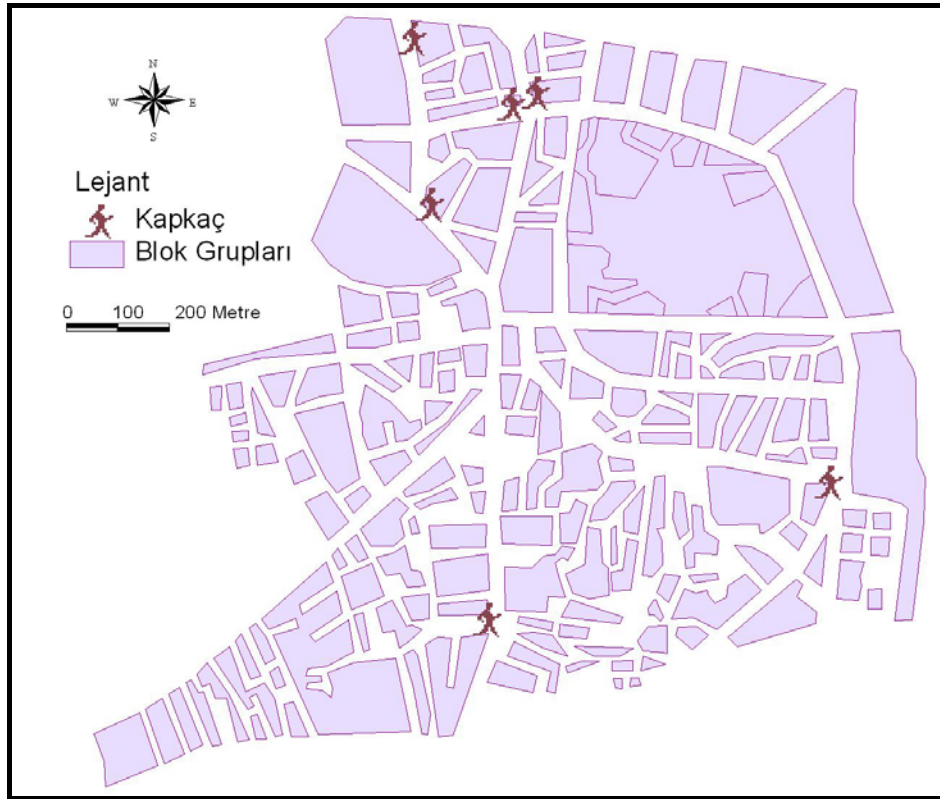 N
W E
S
Lejant
Kapkaç
Blok Grupları
0 100 200 Metre